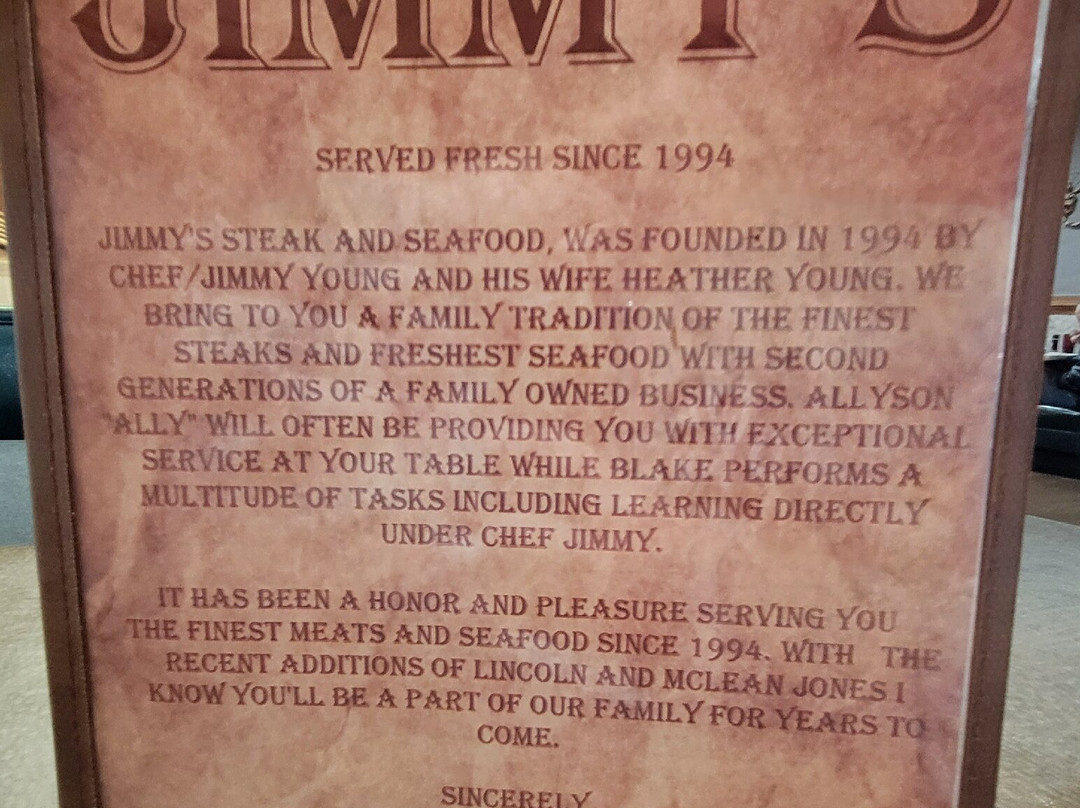 JIMMY'S
SERVED FRESH SINCE 1994
JIMMY'S STEAK AND SEAFOOD, WAS FOUNDED IN 1994 BY
CHEF/JIMMY YOUNG AND HIS WIFE HEATHER YOUNG. WE
BRING TO YOU A FAMILY TRADITION OF THE FINEST
STEAKS AND FRESHEST SEAFOOD WITH SECOND
GENERATIONS OF A FAMILY OWNED BUSINESS. ALLYSON
"ALLY" WILL OFTEN BE PROVIDING YOU WITH EXCEPTIONAL
SERVICE AT YOUR TABLE WHILE BLAKE PERFORMS A
MULTITUDE OF TASKS INCLUDING LEARNING DIRECTLY
UNDER CHEF JIMMY.
IT HAS BEEN A HONOR AND PLEASURE SERVING YOU
THE FINEST MEATS AND SEAFOOD SINCE 1994. WITH THE
RECENT ADDITIONS OF LINCOLN AND MCLEAN JONES I
KNOW YOU'LL BE A PART OF OUR FAMILY FOR YEARS TO
COME.
SINCERELY